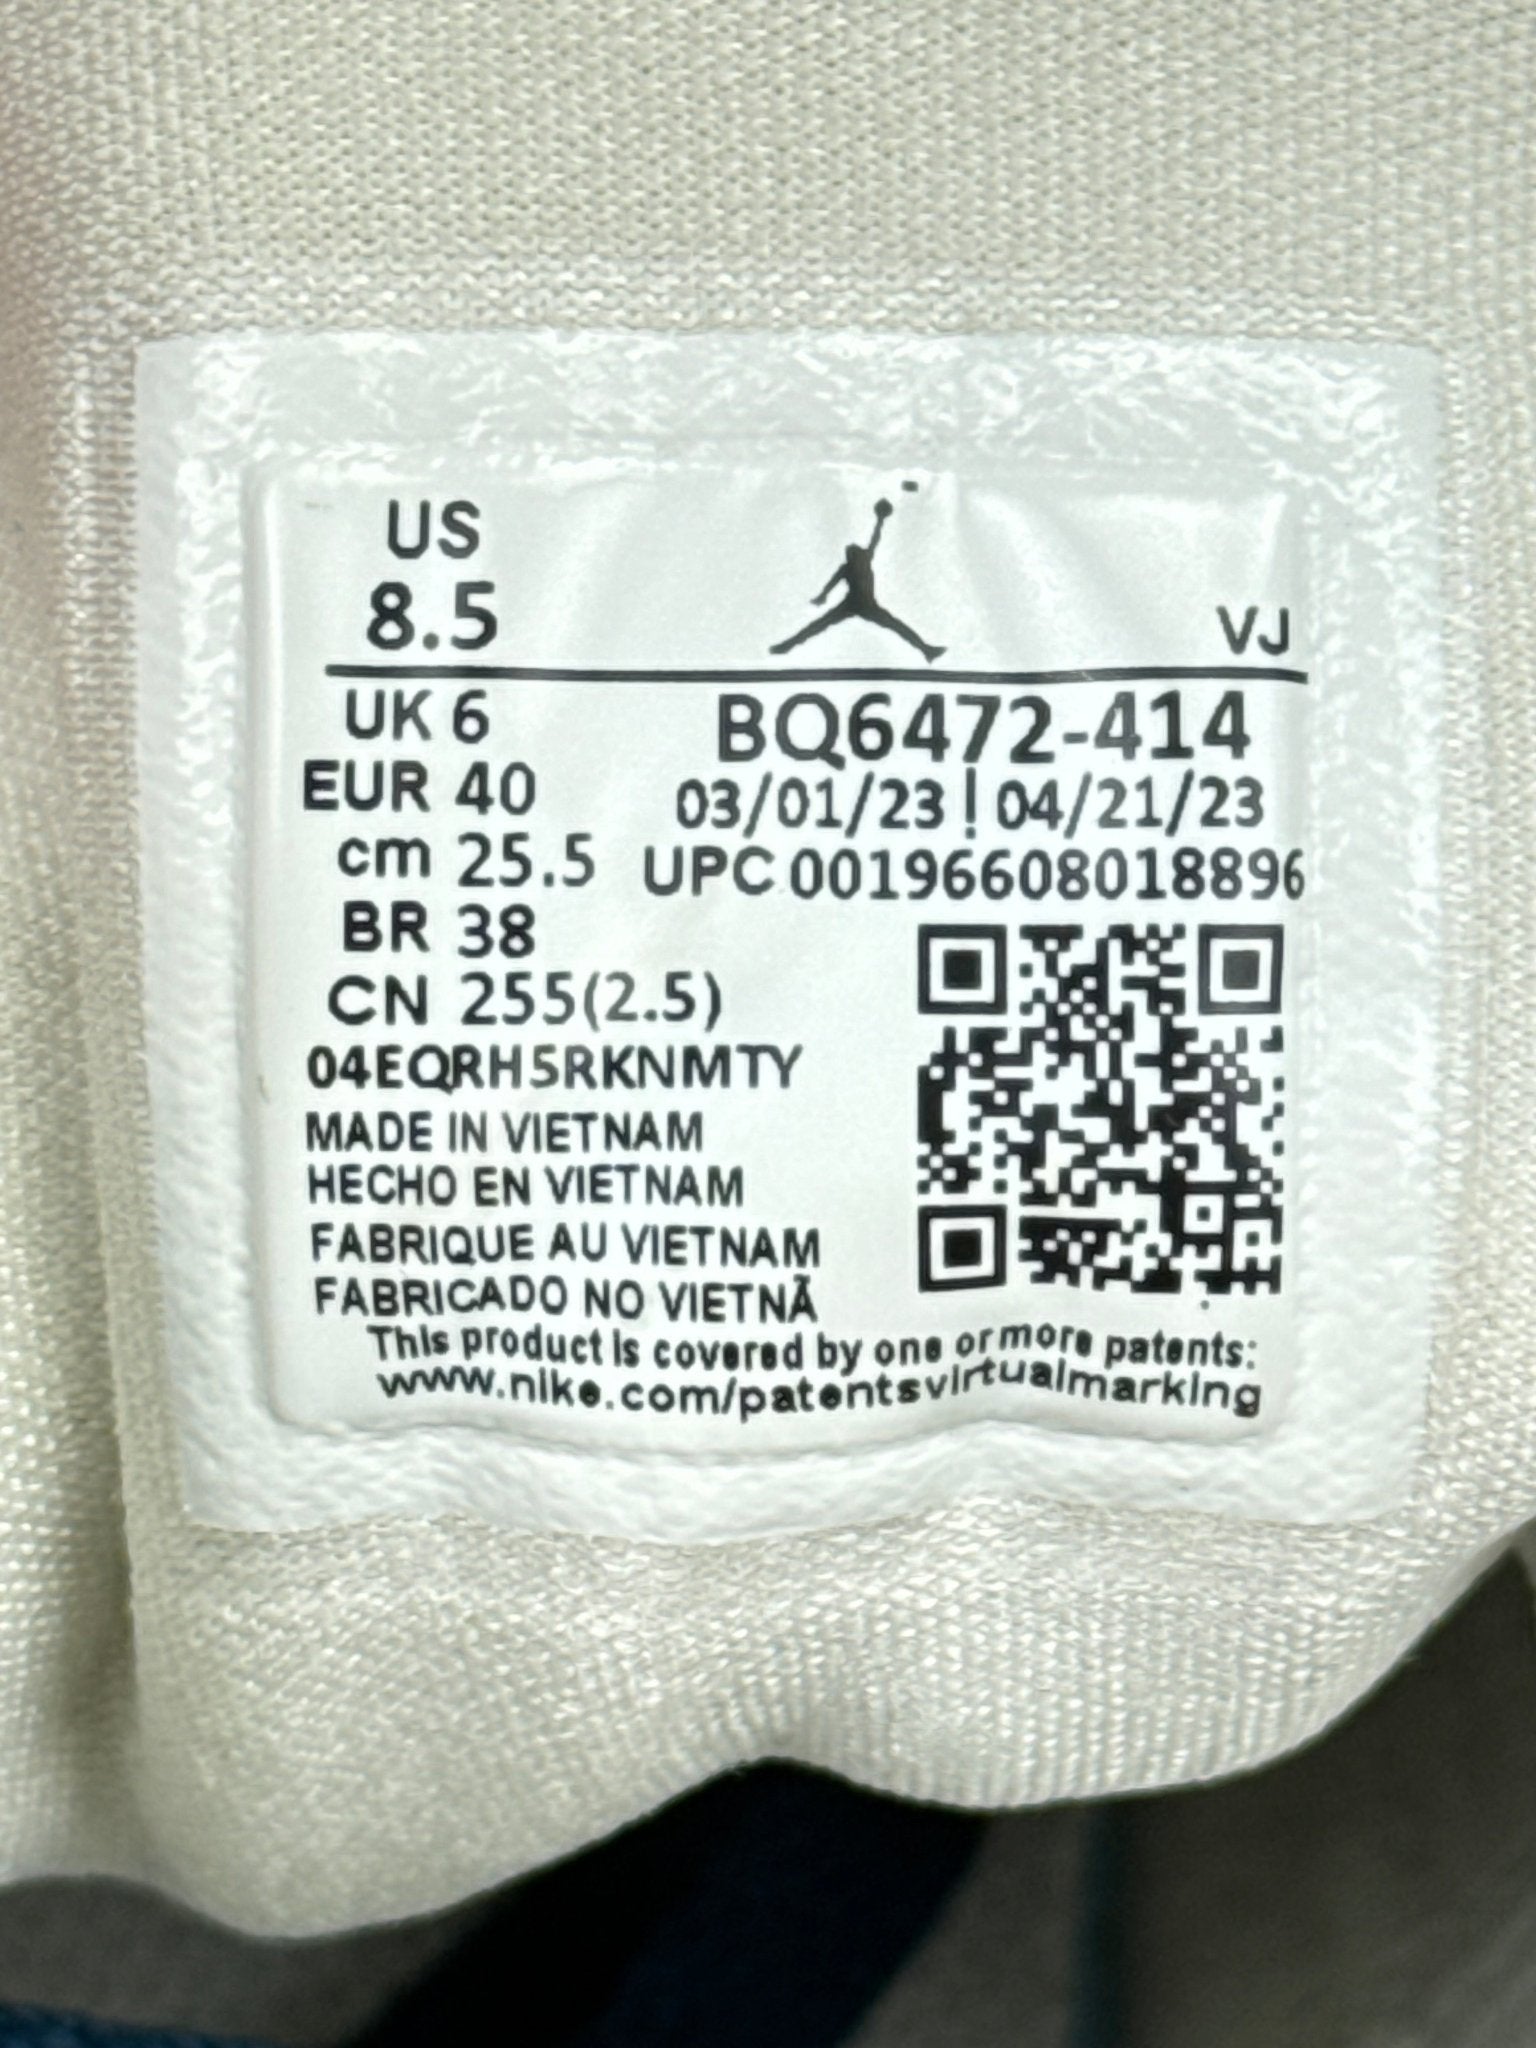 US
8.5
VJ
UK 6
BQ6472-414
EUR 40
03/01/23 | 04/21/23
cm 25.5
UPC 00196608018896
BR 38
CN 255(2.5)
04EQRH5RKNMTY
MADE IN VIETNAM
HECHO EN VIETNAM
FABRIQUE AU VIETNAM
FABRICADO NO VIETNÃ
This product is covered by one or more patents:
www.nike.com/patentsvirtualmarking